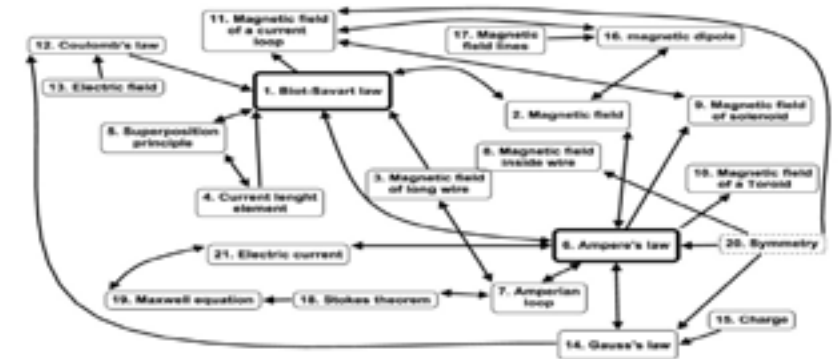 11. Magnetic field
of a current
loop
12. Coulomb's law
17. Magnetic
field lines
16. magnetic dipole
13. Electric field
1. Biot-Savart law
2. Magnetic field
9. Magnetic field
of solenoid
5. Superposition
principle
8. Magnetic field
inside wire
3. Magnetic field
of long wire
10. Magnetic field
of a Toroid
4. Current lenght
element
6. Ampere's law
20. Symmetry
21. Electric current
19. Maxwell equation
18. Stokes theorem
7. Amperian
loop
15. Charge
14. Gauss's law